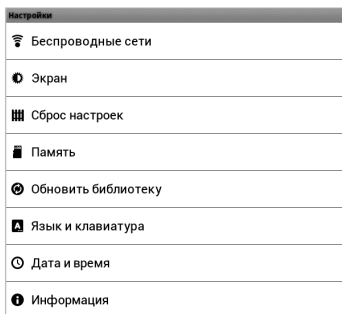 Настройки
Беспроводные сети
Экран
Сброс настроек
Память
Обновить библиотеку
Язык и клавиатура
Дата и время
Информация